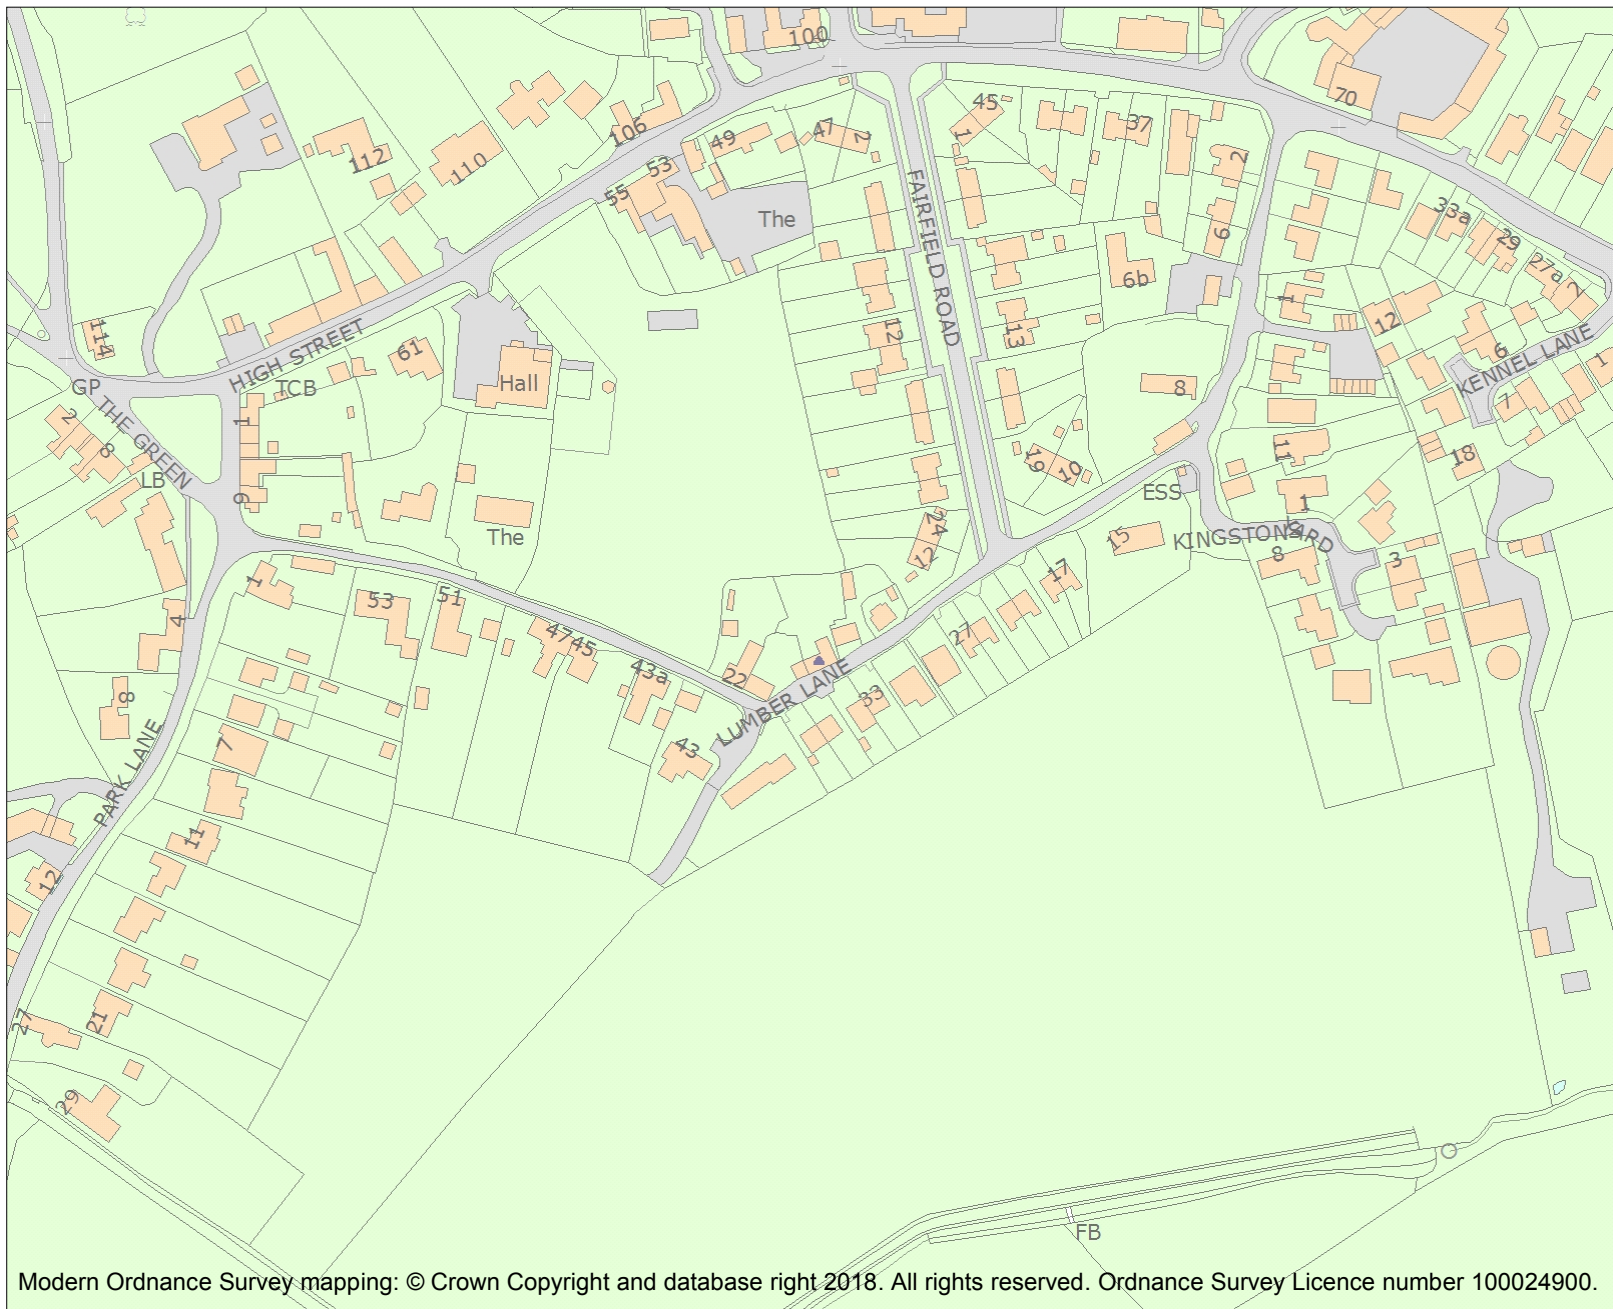 100
70
45
37
1
2
47
2
49
106
53
55
112
110
The
FAIRFIELD ROAD
33a
29
27a
2
6
6b
1
12
6
KENNEL LANE
1
7
114
HIGH STREET
61
Hall
12
13
8
GP
TCB
THE GREEN
2
8
1
LB
6
The
19
10
11
18
ESS
1
KINGSTONS
YARD
8
3
24
12
15
17
1
53
51
4745
43a
27
22
LUMBER LANE
33
43
4
8
7
PARK LANE
11
12
27
21
29
FB
Modern Ordnance Survey mapping: © Crown Copyright and database right 2018. All rights reserved. Ordnance Survey Licence number 100024900.